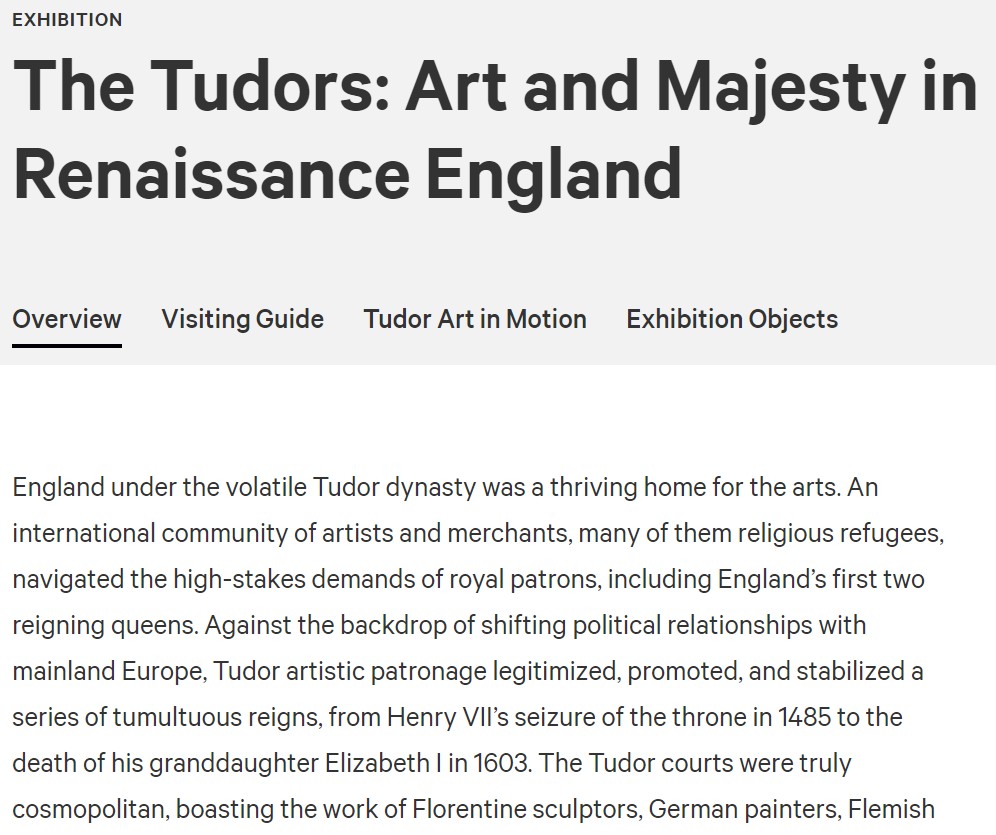 EXHIBITION
The Tudors: Art and Majesty in
Renaissance England
Overview Visiting Guide Tudor Art in Motion Exhibition Objects
England under the volatile Tudor dynasty was a thriving home for the arts. An
international community of artists and merchants, many of them religious refugees,
navigated the high-stakes demands of royal patrons, including England’s first two
reigning queens. Against the backdrop of shifting political relationships with
mainland Europe, Tudor artistic patronage legitimized, promoted, and stabilized a
series of tumultuous reigns, from Henry VII’s seizure of the throne in 1485 to the
death of his granddaughter Elizabeth I in 1603. The Tudor courts were truly
cosmopolitan, boasting the work of Florentine sculptors, German painters, Flemish